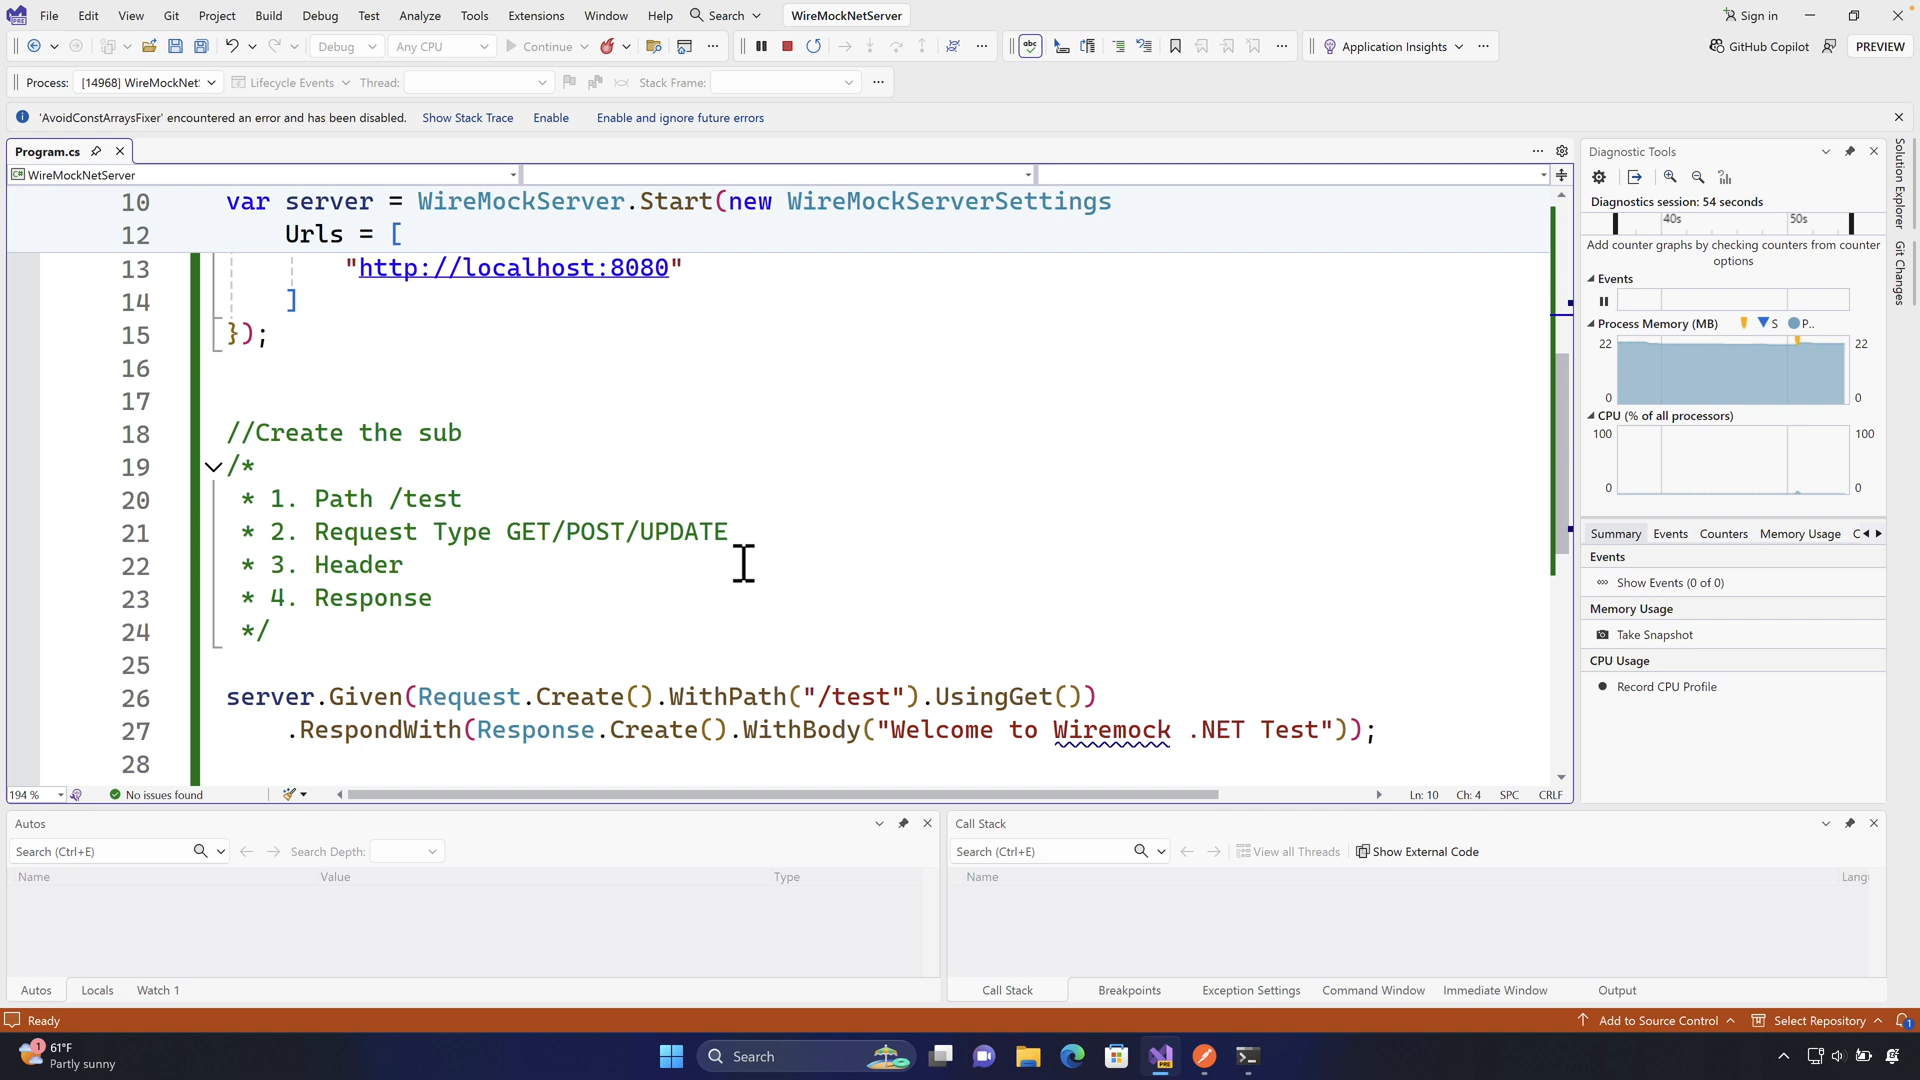 File Edit View Git Project Build Debug Test Analyze Tools Extensions Window Help Search WireMockNetServer Sign in
Debug Any CPU Continue Application Insights GitHub Copilot PREVIEW
Process: [14968] WireMockNet: Lifecycle Events Thread: Stack Frame:
'AvoidConstArraysFixer' encountered an error and has been disabled. Show Stack Trace Enable Enable and ignore future errors
Program.cs
WireMockNetServer
10 var server = WireMockServer.Start(new WireMockServerSettings
12 Urls = [
13 "http://localhost:8080"
14 ]
15 });
16
17
18 //Create the sub
19 /*
20 * 1. Path /test
21 * 2. Request Type GET/POST/UPDATE
22 * 3. Header
23 * 4. Response
24 */
25
26 server.Given(Request.Create().WithPath("/test").UsingGet())
27 .RespondWith(Response.Create().WithBody("Welcome to Wiremock .NET Test"));
28
194 % No issues found Ln: 10 Ch: 4 SPC CRLF
Diagnostic Tools
Diagnostics session: 54 seconds
40s 50s
Add counter graphs by checking counters from counter
options
Events
Process Memory (MB) S P..
22 22
0 0
CPU (% of all processors)
100 100
0 0
Summary Events Counters Memory Usage C
Events
Show Events (0 of 0)
Memory Usage
Take Snapshot
CPU Usage
Record CPU Profile
Solution Explorer
Git Changes
Autos
Search (Ctrl+E) Search Depth:
Name Value Type
Autos Locals Watch 1
Call Stack
Search (Ctrl+E) View all Threads Show External Code
Name Lang
Call Stack Breakpoints Exception Settings Command Window Immediate Window Output
Ready Add to Source Control Select Repository 1
1 61°F
Partly sunny
Search
PRE